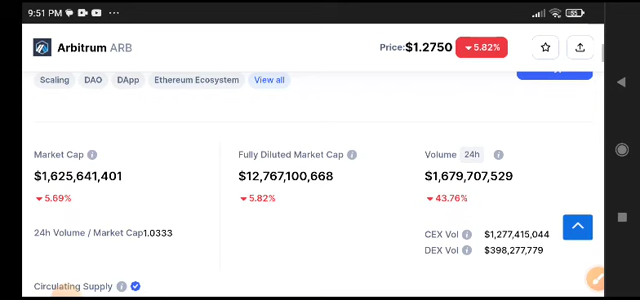 9:51 PM
Arbitrum ARB Price:$1.2750 5.82%
Scaling DAO DApp Ethereum Ecosystem View all
Market Cap Fully Diluted Market Cap Volume 24h
$1,625,641,401 $12,767,100,668 $1,679,707,529
5.69% 5.82% 43.76%
24h Volume / Market Cap1.0333
CEX Vol $1,277,415,044
DEX Vol $398,277,779
Circulating Supply